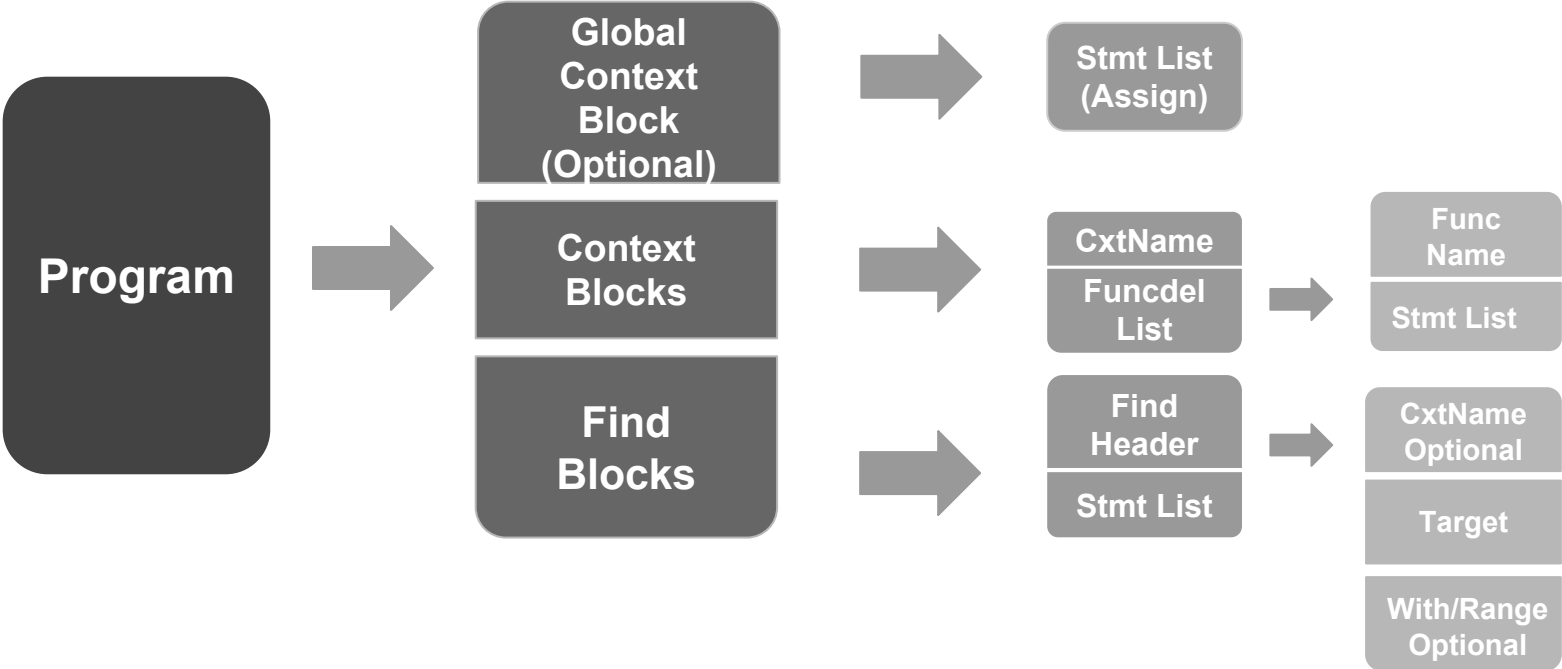 Program
Global
Context
Block
(Optional)
Context
Blocks
Find
Blocks
Stmt List
(Assign)
CxtName
Funcdel
List
Find
Header
Stmt List
Func
Name
Stmt List
CxtName
Optional
Target
With/Range
Optional